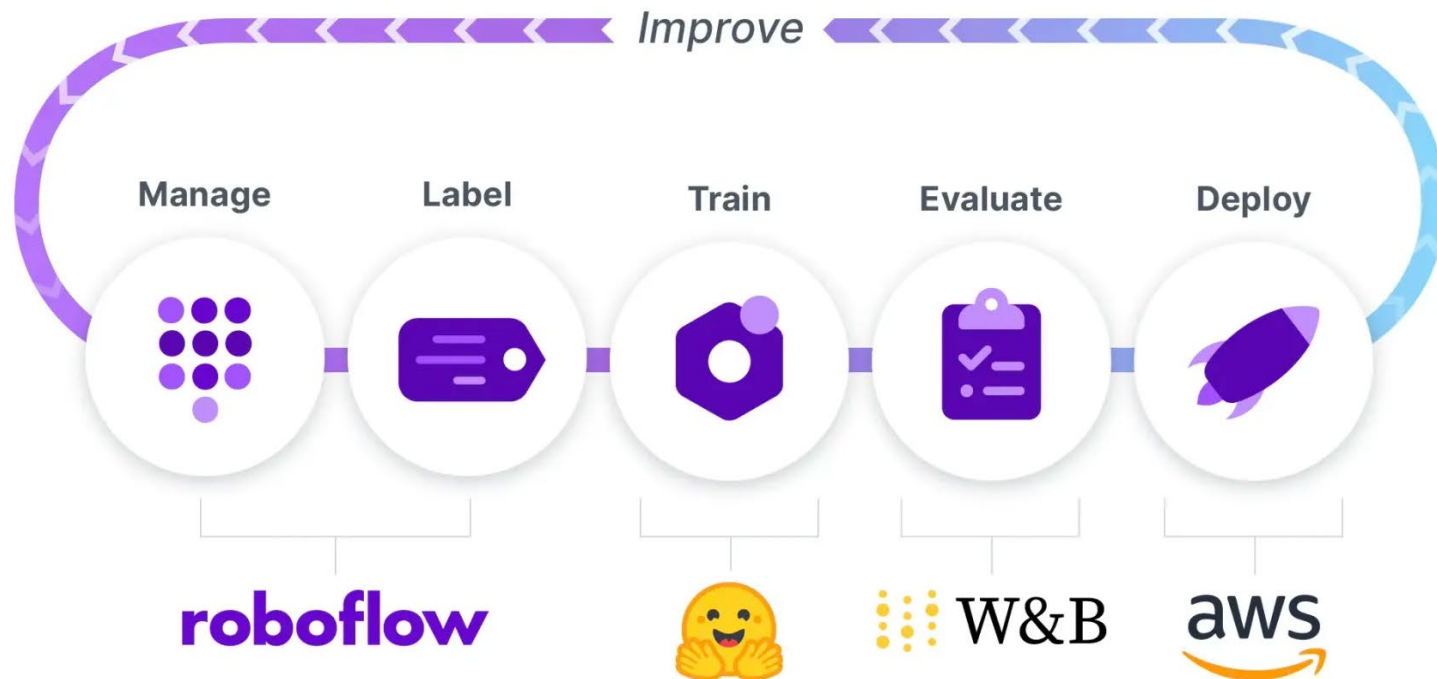 Improve
Manage
Label
Train
Evaluate
Deploy
roboflow
W&B
aws